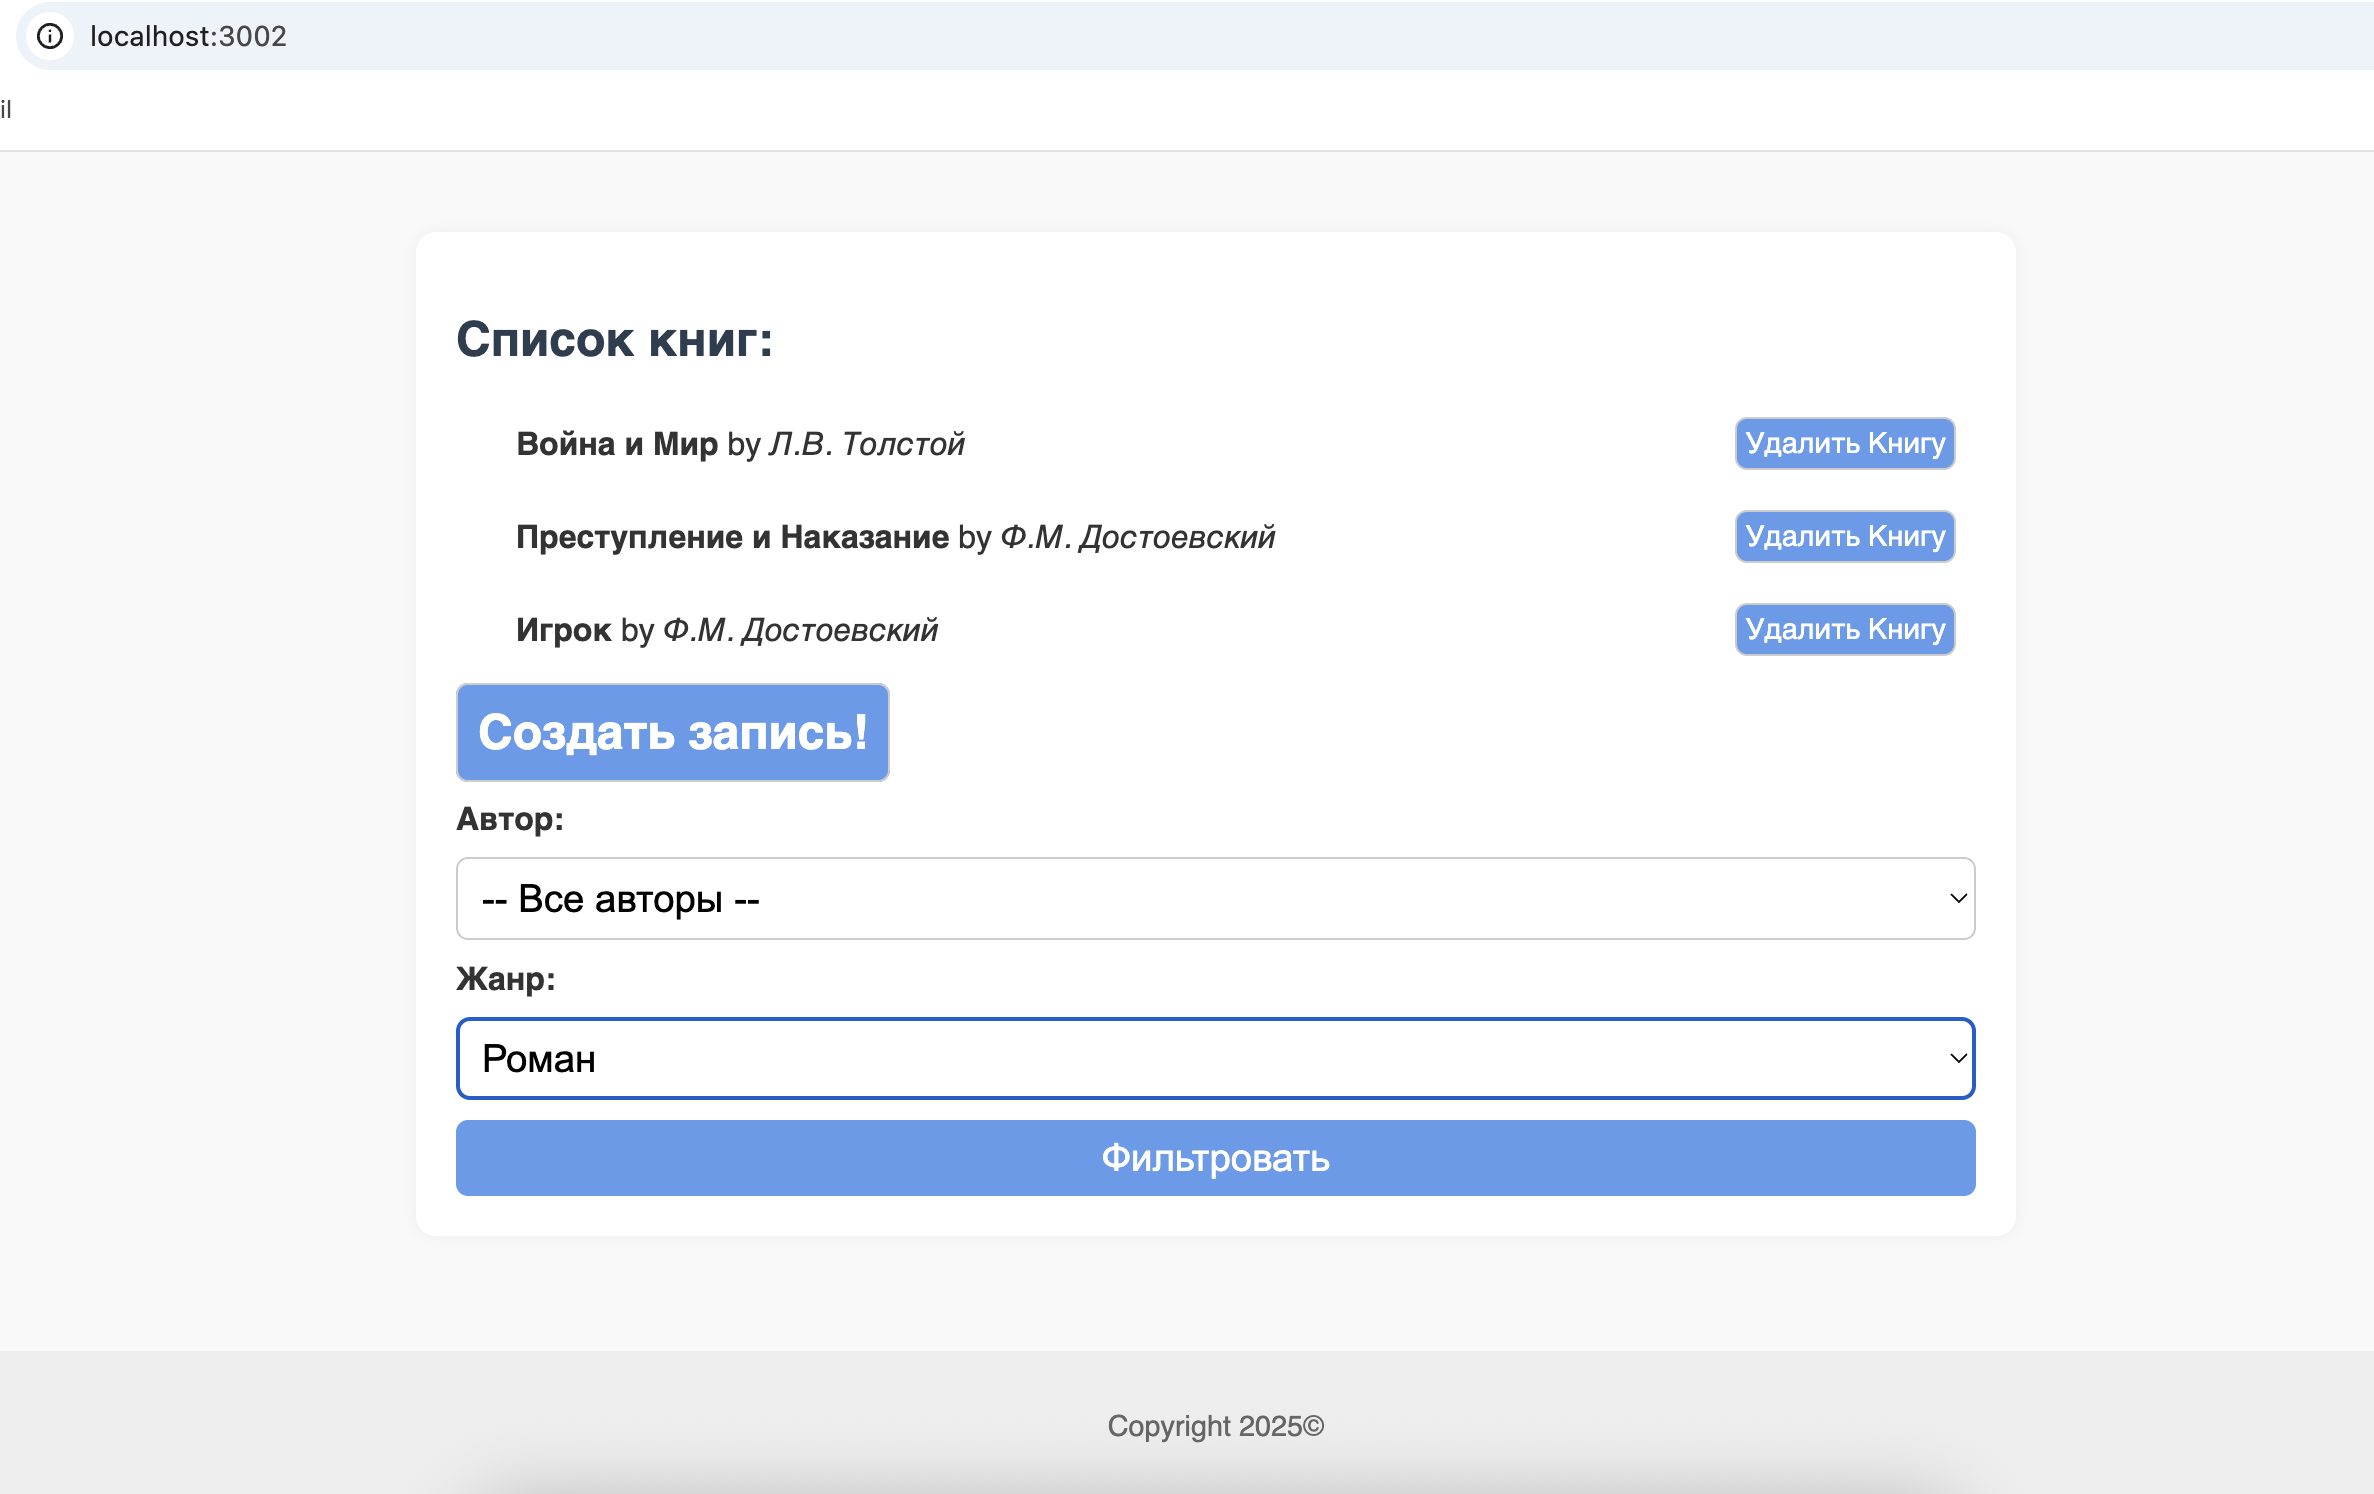 localhost:3002
il
Список книг:
Война и Мир by Л.В. Толстой Удалить Книгу
Преступление и Наказание by Ф.М. Достоевский Удалить Книгу
Игрок by Ф.М. Достоевский Удалить Книгу
Создать запись!
Автор:
-- Все авторы --
Жанр:
Роман
Фильтровать
Copyright 2025©